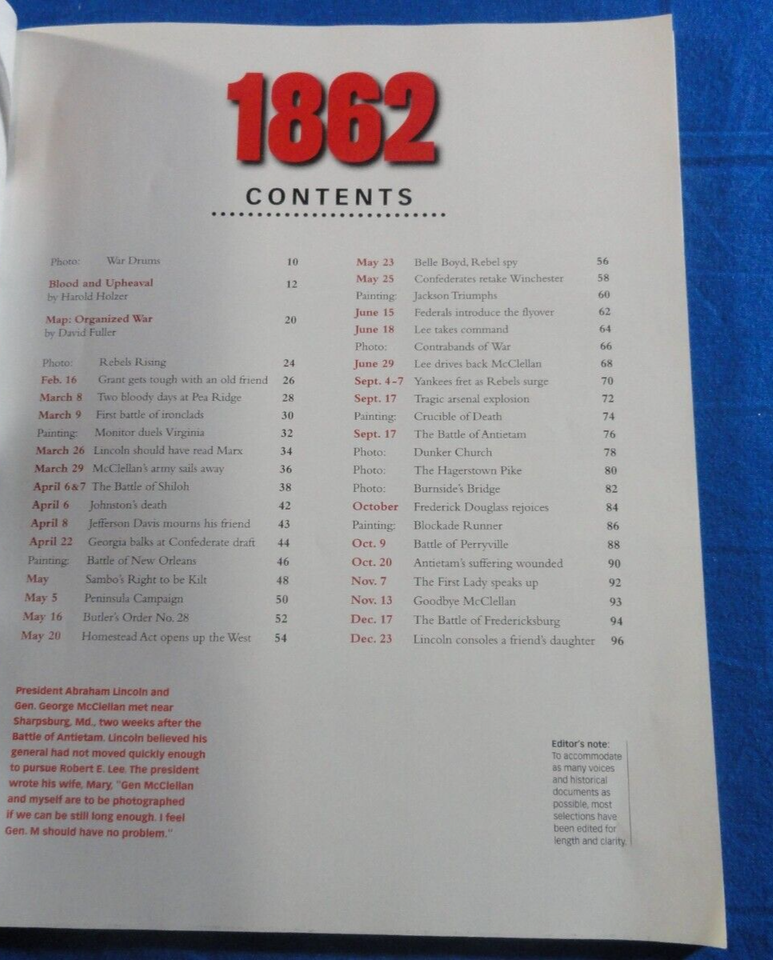 1862
CONTENTS
Photo: War Drums 10
Blood and Upheaval 12
by Harold Holzer
Map: Organized War 20
by David Fuller
Photo: Rebels Rising 24
Feb. 16 Grant gets tough with an old friend 26
March 8 Two bloody days at Pea Ridge 28
March 9 First battle of ironclads 30
Painting: Monitor duels Virginia 32
March 26 Lincoln should have read Marx 34
March 29 McClellan's army sails away 36
April 6&7 The Battle of Shiloh 38
April 6 Johnston's death 42
April 8 Jefferson Davis mourns his friend 43
April 22 Georgia balks at Confederate draft 44
Painting: Battle of New Orleans 46
May Sambo's Right to be Kilt 48
May 5 Peninsula Campaign 50
May 16 Butler's Order No. 28 52
May 20 Homestead Act opens up the West 54
May 23 Belle Boyd, Rebel spy 56
May 25 Confederates retake Winchester 58
Painting: Jackson Triumphs 60
June 15 Federals introduce the flyover 62
June 18 Lee takes command 64
Photo: Contrabands of War 66
June 29 Lee drives back McClellan 68
Sept. 4-7 Yankees fret as Rebels surge 70
Sept. 17 Tragic arsenal explosion 72
Painting: Crucible of Death 74
Sept. 17 The Battle of Antietam 76
Photo: Dunker Church 78
Photo: The Hagerstown Pike 80
Photo: Burnside's Bridge 82
October Frederick Douglass rejoices 84
Painting: Blockade Runner 86
Oct. 9 Battle of Perryville 88
Oct. 20 Antietam's suffering wounded 90
Nov. 7 The First Lady speaks up 92
Nov. 13 Goodbye McClellan 93
Dec. 17 The Battle of Fredericksburg 94
Dec. 23 Lincoln consoles a friend's daughter 96
President Abraham Lincoln and
Gen. George McClellan met near
Sharpsburg, Md., two weeks after the
Battle of Antietam. Lincoln believed his
general had not moved quickly enough
to pursue Robert E. Lee. The president
wrote his wife, Mary, "Gen McClellan
and myself are to be photographed
if we can be still long enough. I feel
Gen. M should have no problem."
Editor's note:
To accommodate
as many voices
and historical
documents as
possible, most
selections have
been edited for
length and clarity.